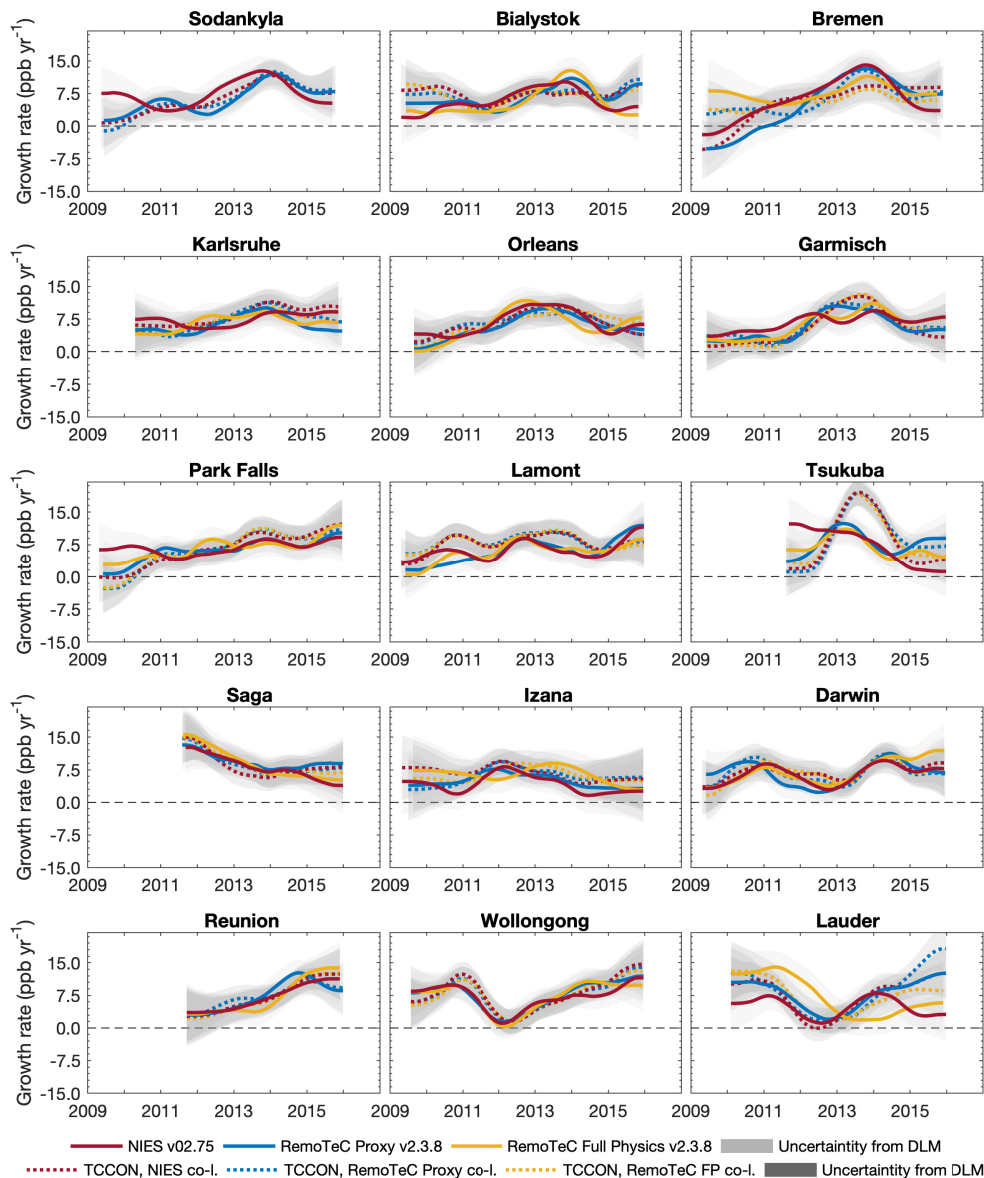 Sodankyla Bialystok Bremen
Growth rate (ppb yr⁻¹)
15.0
7.5
0.0
-7.5
-15.0
2009 2011 2013 2015 2009 2011 2013 2015 2009 2011 2013 2015
Karlsruhe Orleans Garmisch
Growth rate (ppb yr⁻¹)
15.0
7.5
0.0
-7.5
-15.0
2009 2011 2013 2015 2009 2011 2013 2015 2009 2011 2013 2015
Park Falls Lamont Tsukuba
Growth rate (ppb yr⁻¹)
15.0
7.5
0.0
-7.5
-15.0
2009 2011 2013 2015 2009 2011 2013 2015 2009 2011 2013 2015
Saga Izana Darwin
Growth rate (ppb yr⁻¹)
15.0
7.5
0.0
-7.5
-15.0
2009 2011 2013 2015 2009 2011 2013 2015 2009 2011 2013 2015
Reunion Wollongong Lauder
Growth rate (ppb yr⁻¹)
15.0
7.5
0.0
-7.5
-15.0
2009 2011 2013 2015 2009 2011 2013 2015 2009 2011 2013 2015
NIES v02.75 RemoTeC Proxy v2.3.8 RemoTeC Full Physics v2.3.8 Uncertaintity from DLM
TCCON, NIES co-l. TCCON, RemoTeC Proxy co-l. TCCON, RemoTeC FP co-l. Uncertaintity from DLM